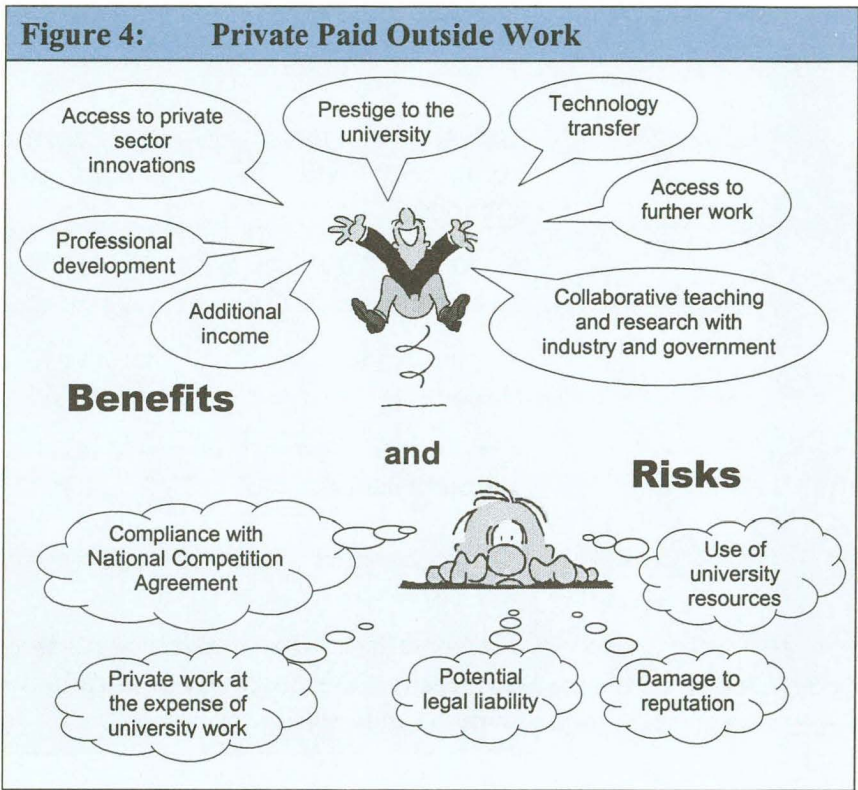 Figure 4: Private Paid Outside Work
Access to private
sector
innovations
Prestige to the
university
Technology
transfer
Access to
further work
Professional
development
Additional
income
Collaborative teaching
and research with
industry and government
Benefits
and
Risks
Compliance with
National Competition
Agreement
Use of
university
resources
Private work at
the expense of
university work
Potential
legal liability
Damage to
reputation